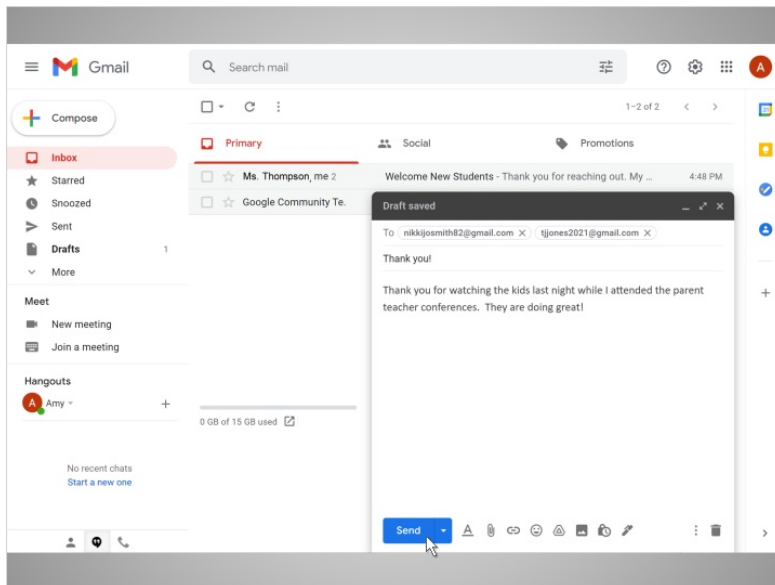 Gmail
Search mail
A
Compose
1–2 of 2
Primary
Social
Promotions
Inbox
Starred
Snoozed
Sent
Drafts 1
More
Ms. Thompson, me 2 Welcome New Students - Thank you for reaching out. My ... 4:48 PM
Google Community Te.
Draft saved
To nikkijosmith82@gmail.com tjjones2021@gmail.com
Thank you!
Thank you for watching the kids last night while I attended the parent
teacher conferences. They are doing great!
Meet
New meeting
Join a meeting
Hangouts
A Amy
0 GB of 15 GB used
No recent chats
Start a new one
Send